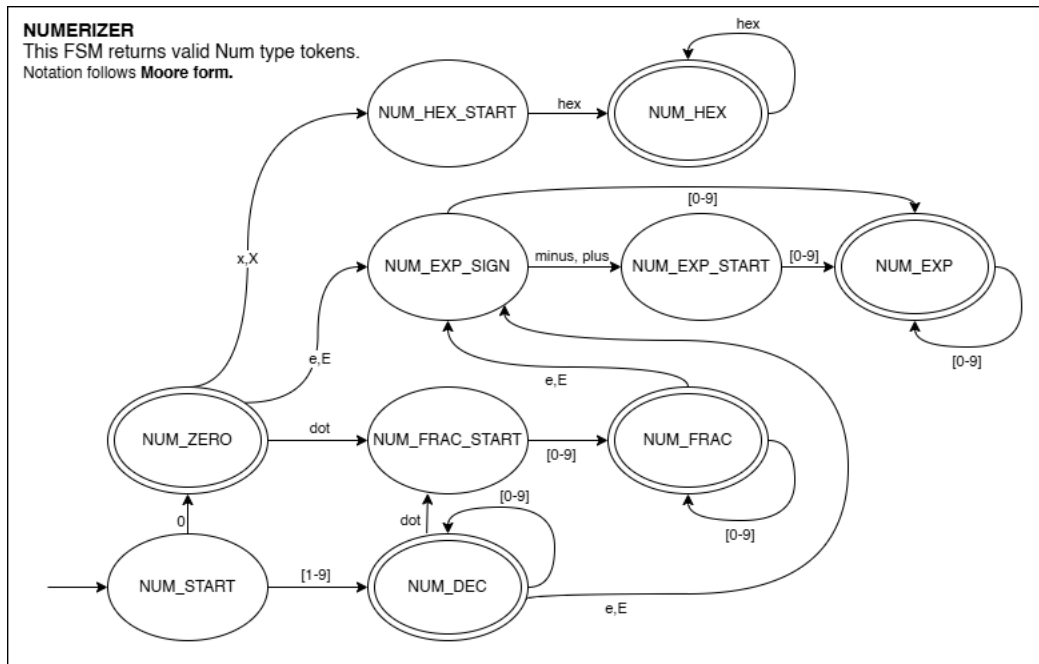 NUMERIZER
This FSM returns valid Num type tokens.
Notation follows Moore form.
hex
NUM_HEX_START
hex
NUM_HEX
[0-9]
x,X
NUM_EXP_SIGN
minus, plus
NUM_EXP_START
[0-9]
NUM_EXP
e,E
[0-9]
e,E
NUM_ZERO
dot
NUM_FRAC_START
[0-9]
NUM_FRAC
[0-9]
0
dot
[0-9]
NUM_START
[1-9]
NUM_DEC
e,E